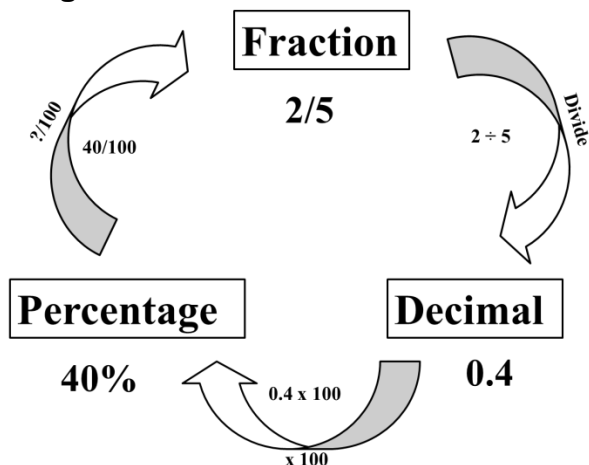 Fraction
2/5
Divide
2 ÷ 5
Decimal
0.4
0.4 x 100
x 100
Percentage
40%
?/100
40/100